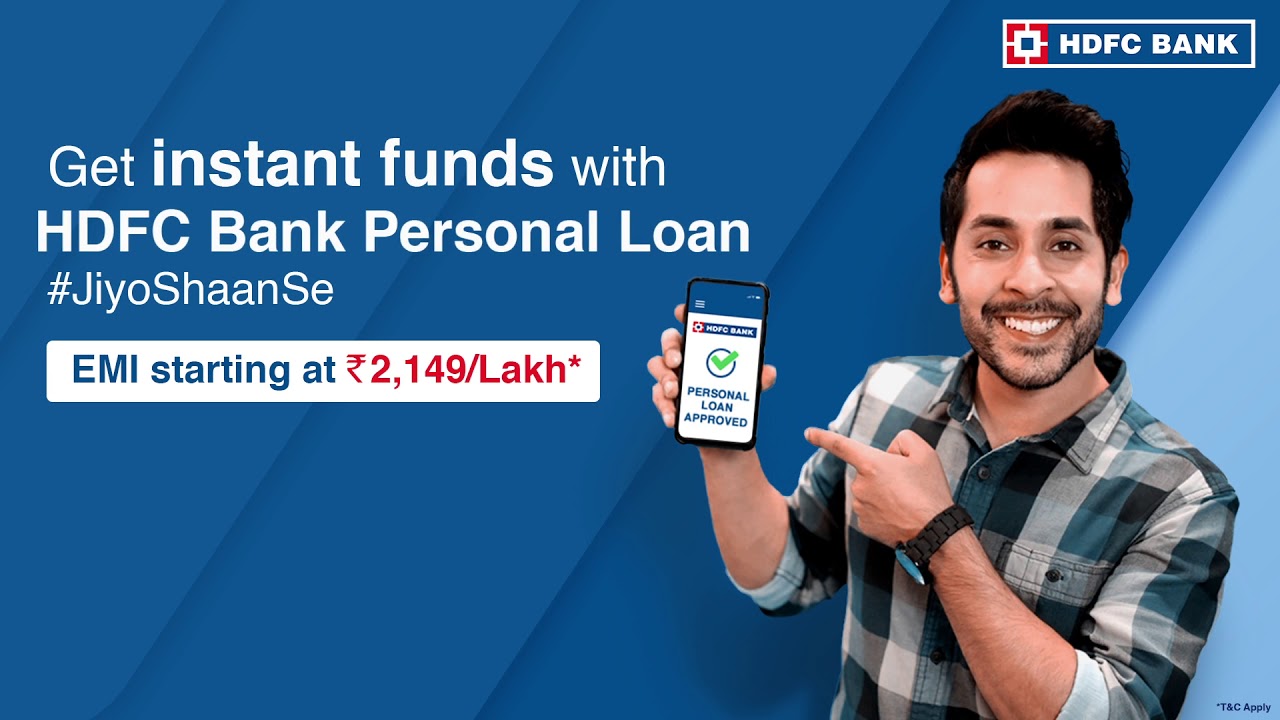 HDFC BANK
Get instant funds with
HDFC Bank Personal Loan
#JiyoShaanSe
EMI starting at ₹2,149/Lakh*
HDFC BANK
PERSONAL
LOAN
APPROVED
*T&C Apply